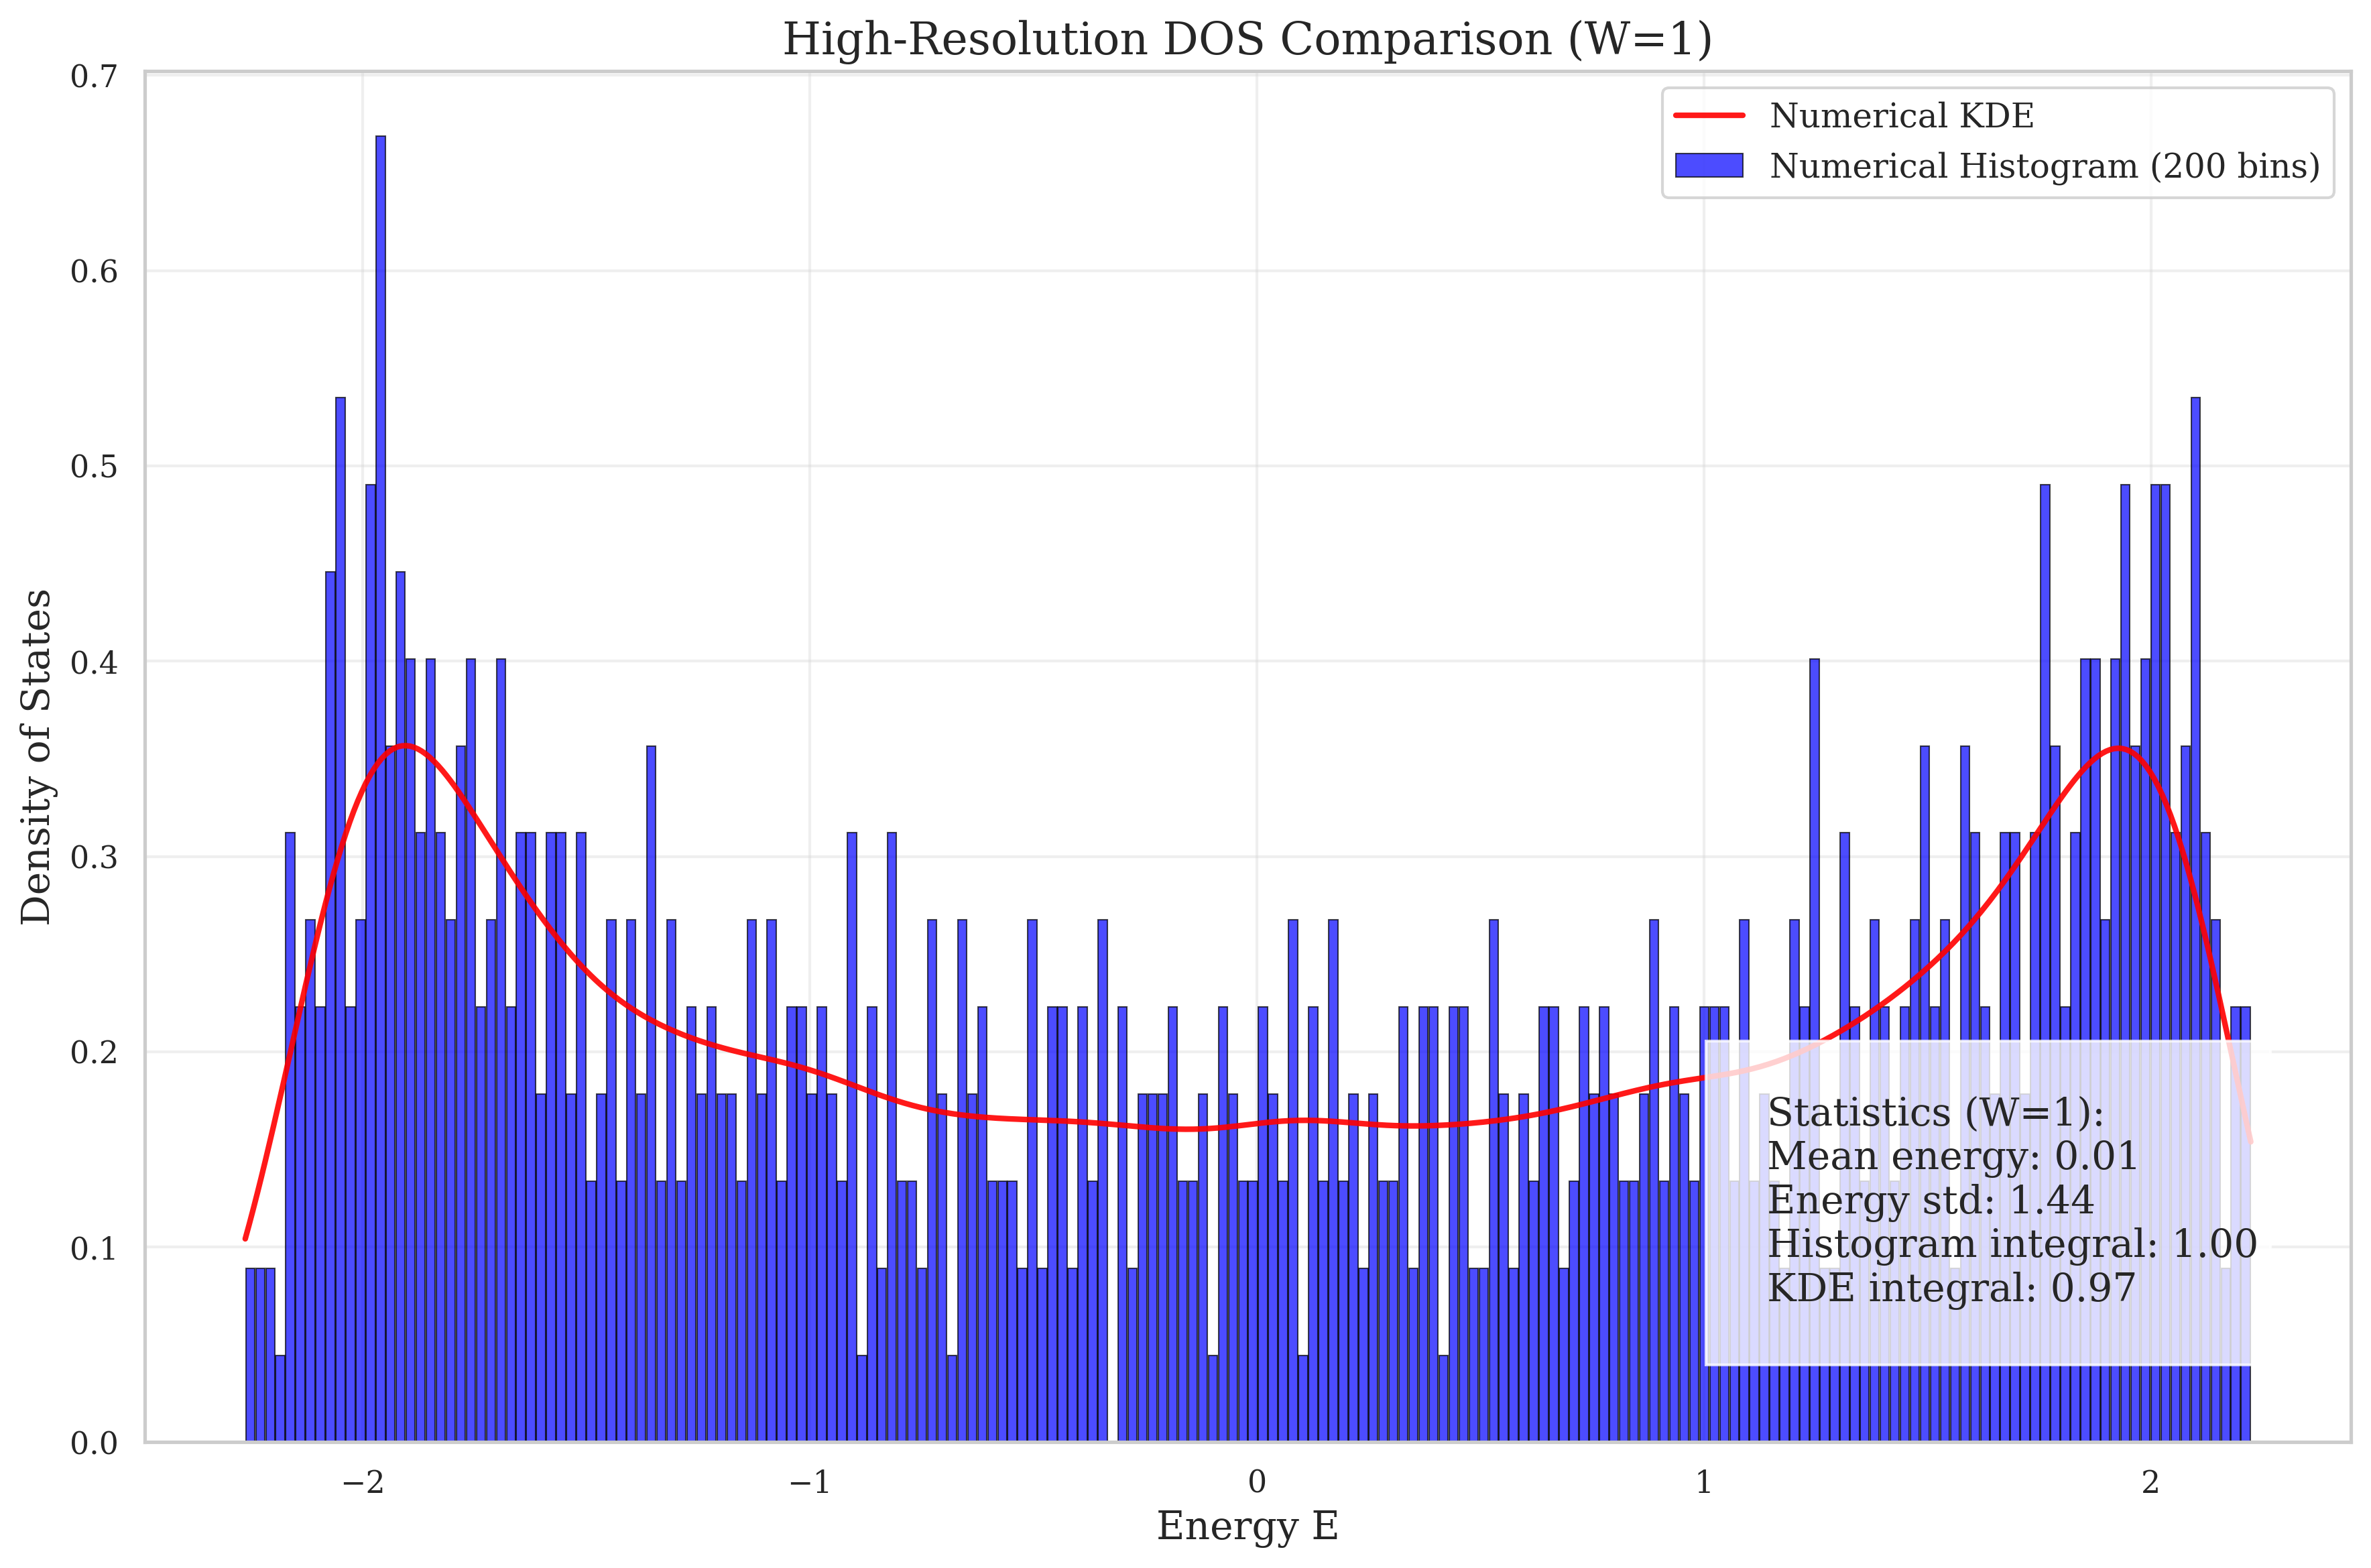 High-Resolution DOS Comparison (W=1)
Numerical KDE
Numerical Histogram (200 bins)
Density of States
0.7
0.6
0.5
0.4
0.3
0.2
0.1
0.0
Statistics (W=1):
Mean energy: 0.01
Energy std: 1.44
Histogram integral: 1.00
KDE integral: 0.97
−2
−1
0
1
2
Energy E